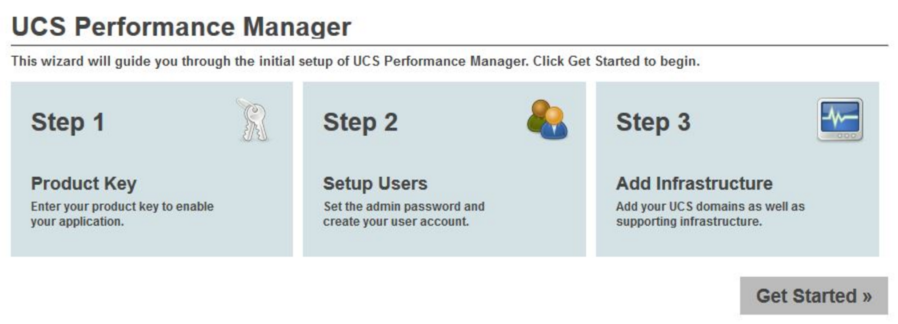 UCS Performance Manager
This wizard will guide you through the initial setup of UCS Performance Manager. Click Get Started to begin.
Step 1
Product Key
Enter your product key to enable
your application.
Step 2
Setup Users
Set the admin password and
create your user account.
Step 3
Add Infrastructure
Add your UCS domains as well as
supporting infrastructure.
Get Started »